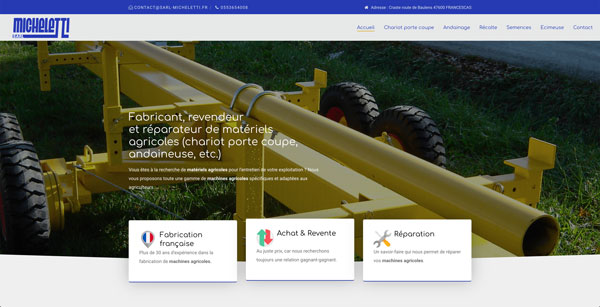 CONTACT@SARL-MICHELETTI.FR | 0553654008
Adresse : Graisie route de Baulens 47600 FRANCESCAS
MICHELETTI
SARL
Accueil Chariot porte coupe Andainage Récolte Semences Ecimeuse Contact
Fabricant, revendeur
et réparateur de matériels
agricoles (chariot porte coupe,
andaineuse, etc.)
Vous êtes à la recherche de matériels agricoles pour l'entretien de votre exploitation ? Nous
vous proposons toute une gamme de machines agricoles spécifiques et adaptées aux
agriculteurs
Fabrication
française
Plus de 30 ans d'expérience dans la
fabrication de machines agricoles.
Achat & Revente
Au juste prix, car nous recherchons
toujours une relation gagnant-gagnant.
Réparation
Un savoir-faire qui nous permet de réparer
vos machines agricoles.